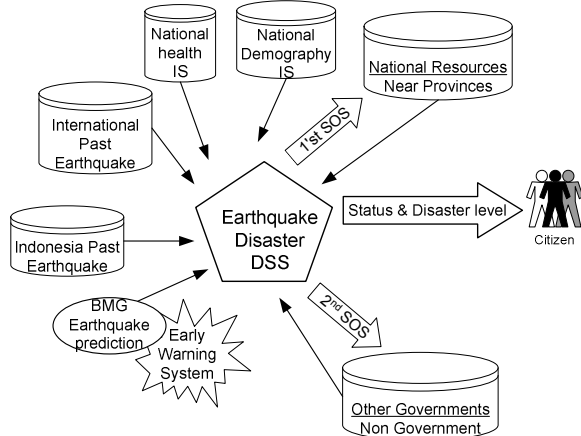 National
health
IS
National
Demography
IS
National Resources
Near Provinces
International
Past
Earthquake
1'st SOS
Earthquake
Disaster
DSS
Status & Disaster level
Citizen
Indonesia Past
Earthquake
BMG
Earthquake
prediction
Early
Warning
System
2nd SOS
Other Governments
Non Government